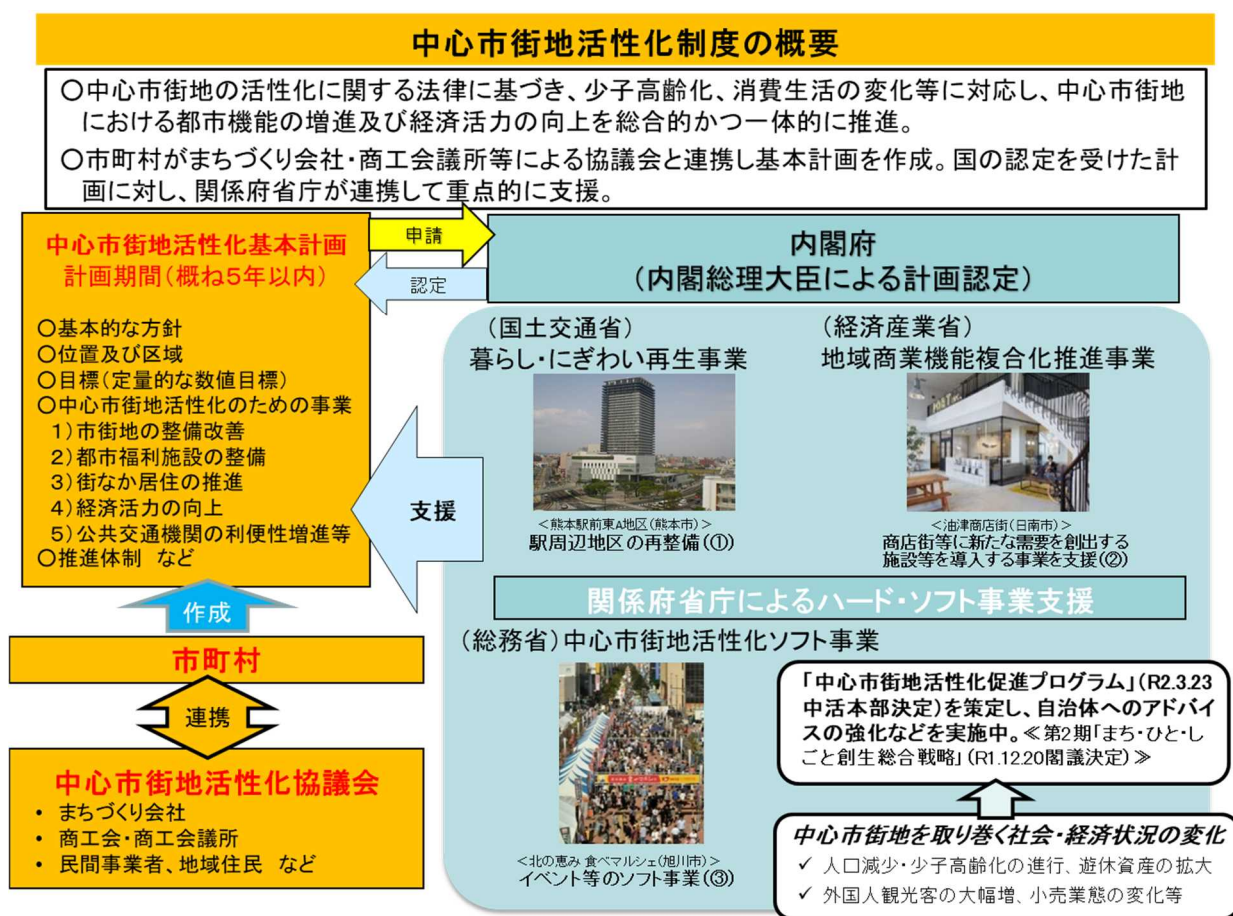 中心市街地活性化制度の概要
○中心市街地の活性化に関する法律に基づき、少子高齢化、消費生活の変化等に対応し、中心市街地
における都市機能の増進及び経済活力の向上を総合的かつ一体的に推進。
○市町村がまちづくり会社・商工会議所等による協議会と連携し基本計画を作成。国の認定を受けた計
画に対し、関係府省庁が連携して重点的に支援。
中心市街地活性化基本計画
計画期間(概ね5年以内)
○基本的な方針
○位置及び区域
○目標(定量的な数値目標)
○中心市街地活性化のための事業
1)市街地の整備改善
2)都市福利施設の整備
3)街なか居住の推進
4)経済活力の向上
5)公共交通機関の利便性増進等
○推進体制 など
申請
認定
内閣府
(内閣総理大臣による計画認定)
支援
(国土交通省)
暮らし・にぎわい再生事業
<熊本駅前東A地区(熊本市)>
駅周辺地区の再整備(①)
(経済産業省)
地域商業機能複合化推進事業
<油津商店街(日南市)>
商店街等に新たな需要を創出する
施設等を導入する事業を支援(②)
関係府省庁によるハード・ソフト事業支援
(総務省)中心市街地活性化ソフト事業
<北の恵み 食べマルシェ(旭川市)>
イベント等のソフト事業(③)
作成
市町村
連携
中心市街地活性化協議会
• まちづくり会社
• 商工会・商工会議所
• 民間事業者、地域住民 など
「中心市街地活性化促進プログラム」(R2.3.23
中活本部決定)を策定し、自治体へのアドバイ
スの強化などを実施中。≪第2期「まち・ひと・し
ごと創生総合戦略」(R1.12.20閣議決定)≫
中心市街地を取り巻く社会・経済状況の変化
✓ 人口減少・少子高齢化の進行、遊休資産の拡大
✓ 外国人観光客の大幅増、小売業態の変化等